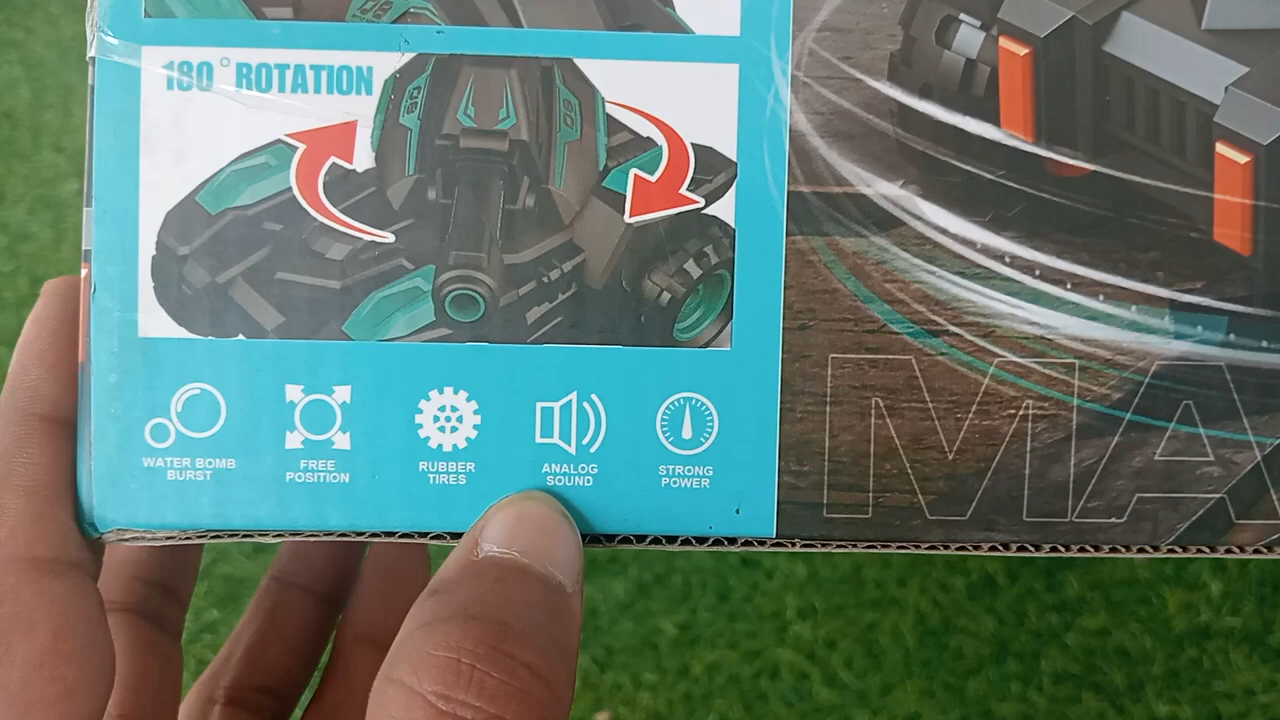 180° ROTATION
WATER BOMB
BURST
FREE
POSITION
RUBBER
TIRES
ANALOG
SOUND
STRONG
POWER
MA